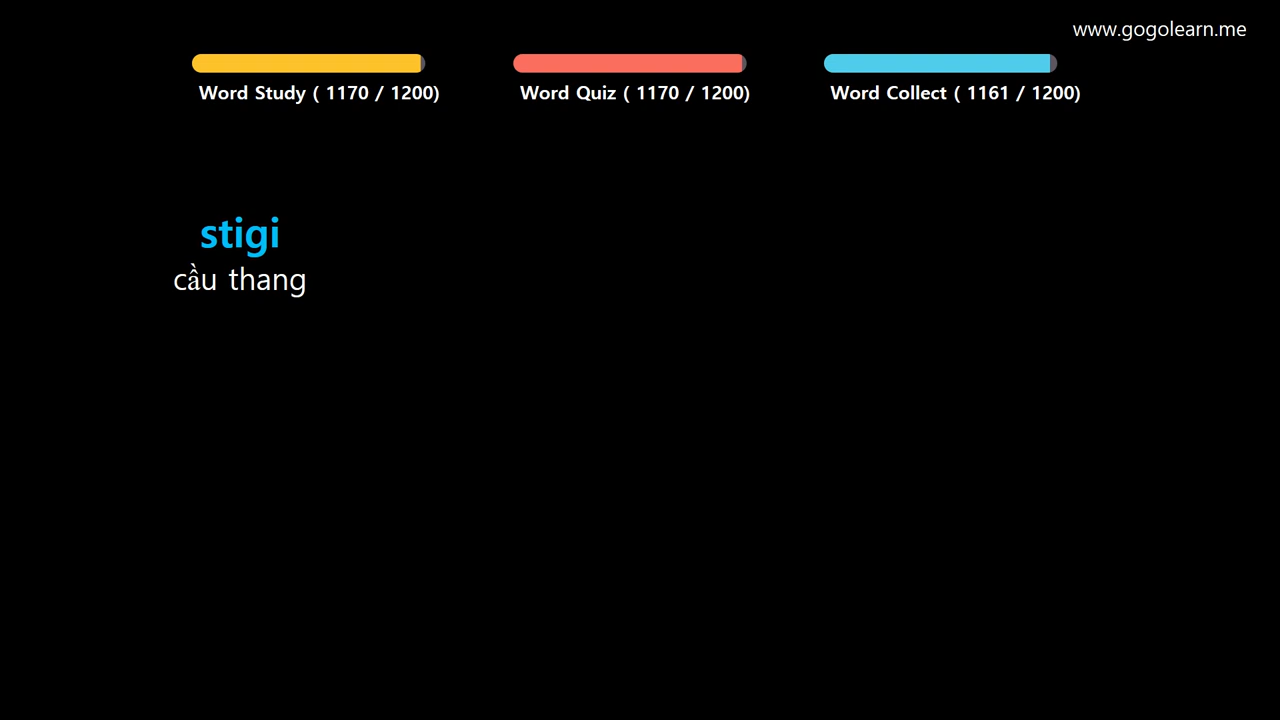 www.gogolearn.me
Word Study ( 1170 / 1200)
Word Quiz ( 1170 / 1200)
Word Collect ( 1161 / 1200)
stigi
cầu thang